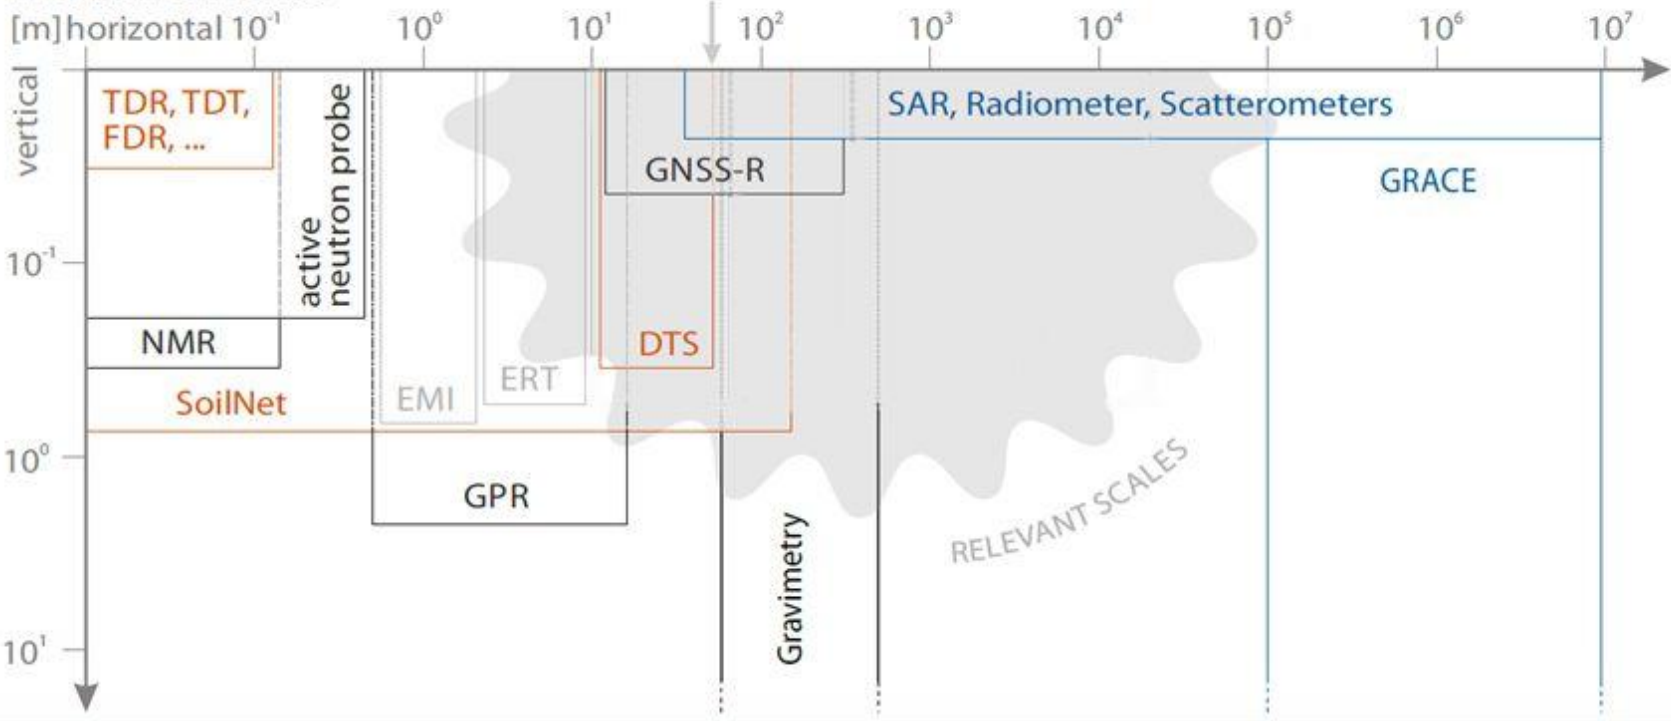 [m] horizontal 10⁻¹ 10⁰ 10¹ 10² 10³ 10⁴ 10⁵ 10⁶ 10⁷
vertical
10⁻¹
10⁰
10¹
TDR, TDT,
FDR, ...
active
neutron probe
NMR
SoilNet
EMI
ERT
GPR
DTS
GNSS-R
SAR, Radiometer, Scatterometers
GRACE
Gravimetry
RELEVANT SCALES